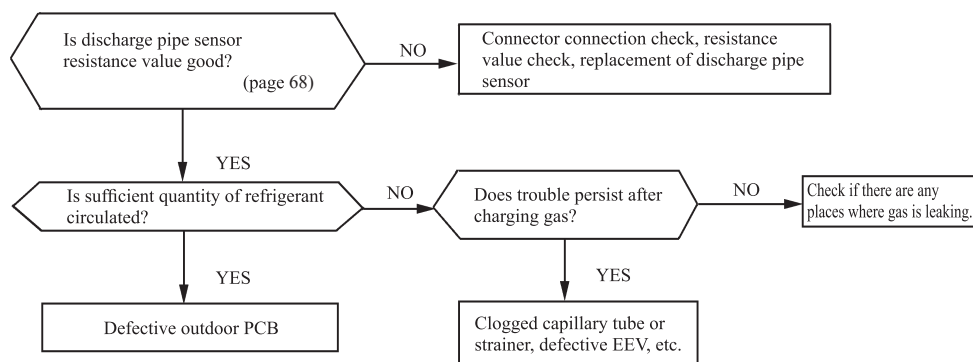 Is discharge pipe sensor
resistance value good?
(page 68)
NO
Connector connection check, resistance
value check, replacement of discharge pipe
sensor
YES
Is sufficient quantity of refrigerant
circulated?
NO
Does trouble persist after
charging gas?
NO
Check if there are any
places where gas is leaking.
YES
YES
Defective outdoor PCB
Clogged capillary tube or
strainer, defective EEV, etc.